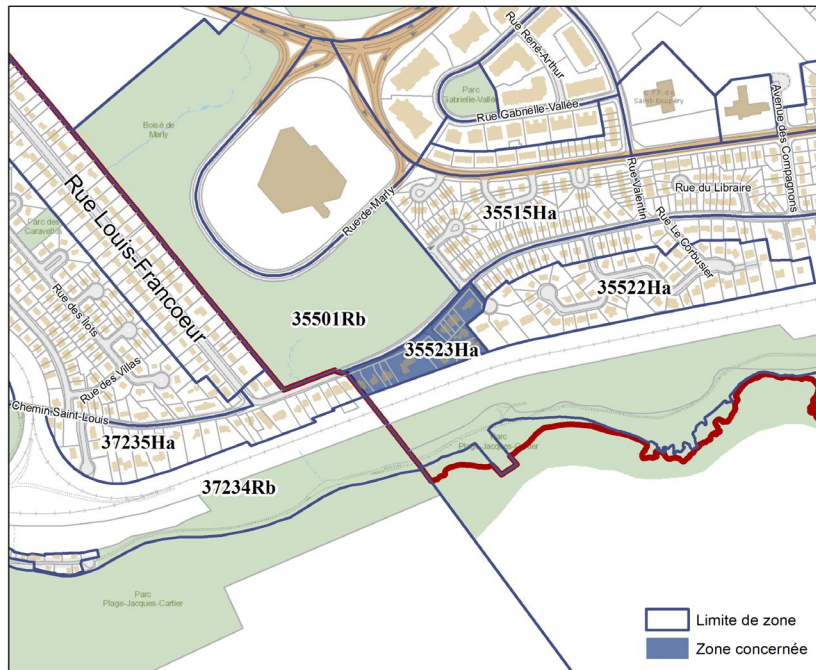 Boisé de
Marly
Parc
Gabrielle-Vallée
Rue René-Arthur
Rue Gabrielle-Vallée
Saint-Exupéry
Avenue des Compagnons
Rue Louis-Francoeur
Parc des
Caravelles
Rue-de-Marly
Rue-Valentin
Rue du Libraire
35515Ha
Rue Le Corbusier
35522Ha
35501Rb
35523Ha
Rue des Îlots
Rue des Villas
Chemin-Saint-Louis
37235Ha
37234Rb
Parc
Plage-Jacques-Cartier
Parc
Plage-Jacques-Cartier
Limite de zone
Zone concernée